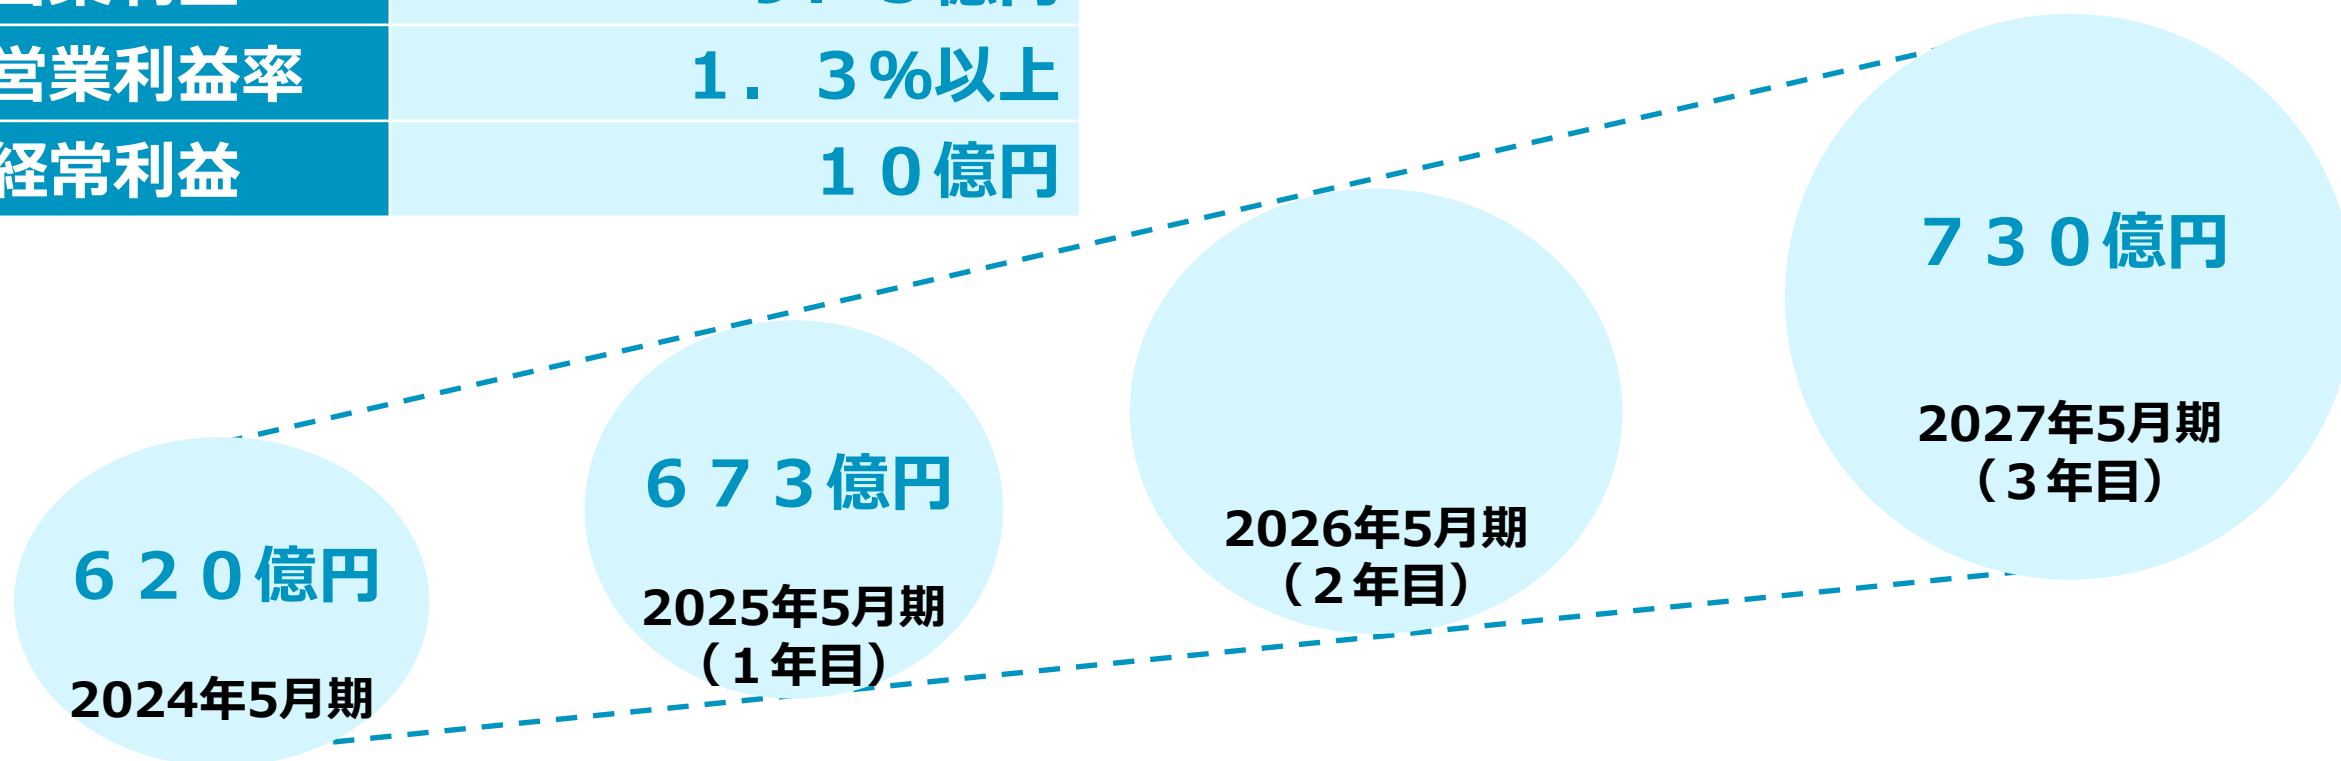 営業利益率 １．３％以上
経常利益 １０億円
６２０億円
2024年5月期
６７３億円
2025年5月期
（１年目）
2026年5月期
（２年目）
７３０億円
2027年5月期
（３年目）